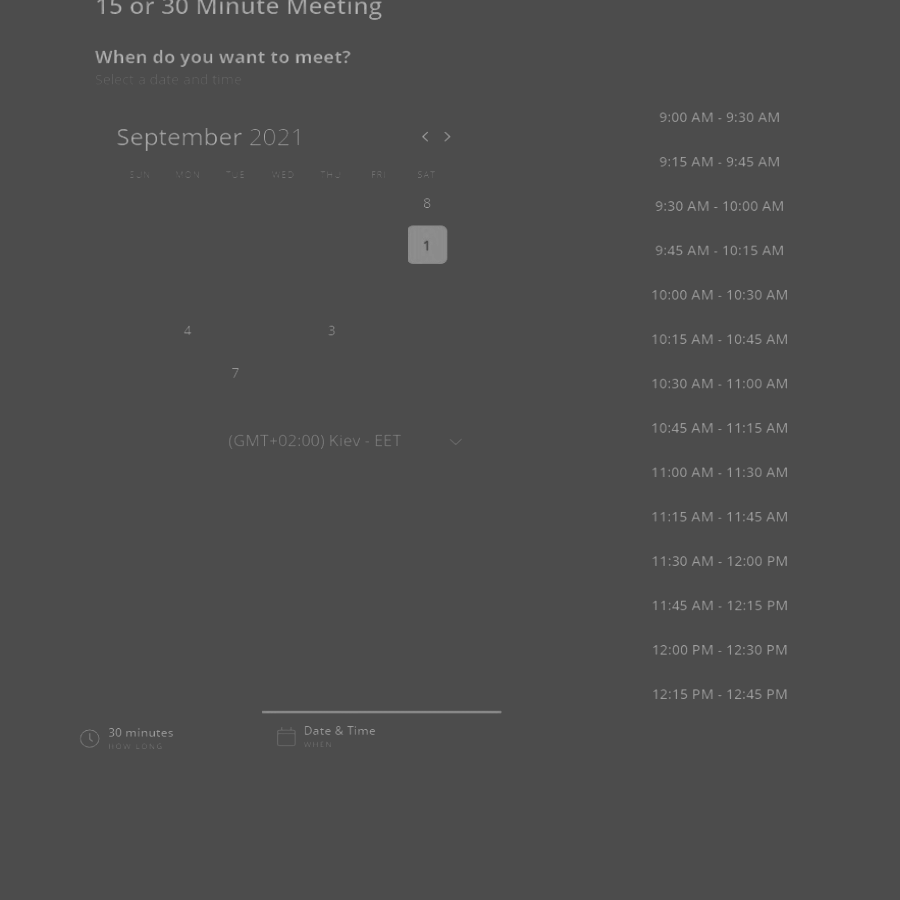 15 or 30 Minute Meeting
When do you want to meet?
Select a date and time
September 2021
SUN MON TUE WED THU FRI SAT
8
1
4 3
7
(GMT+02:00) Kiev - EET
9:00 AM - 9:30 AM
9:15 AM - 9:45 AM
9:30 AM - 10:00 AM
9:45 AM - 10:15 AM
10:00 AM - 10:30 AM
10:15 AM - 10:45 AM
10:30 AM - 11:00 AM
10:45 AM - 11:15 AM
11:00 AM - 11:30 AM
11:15 AM - 11:45 AM
11:30 AM - 12:00 PM
11:45 AM - 12:15 PM
12:00 PM - 12:30 PM
12:15 PM - 12:45 PM
30 minutes
HOW LONG
Date & Time
WHEN